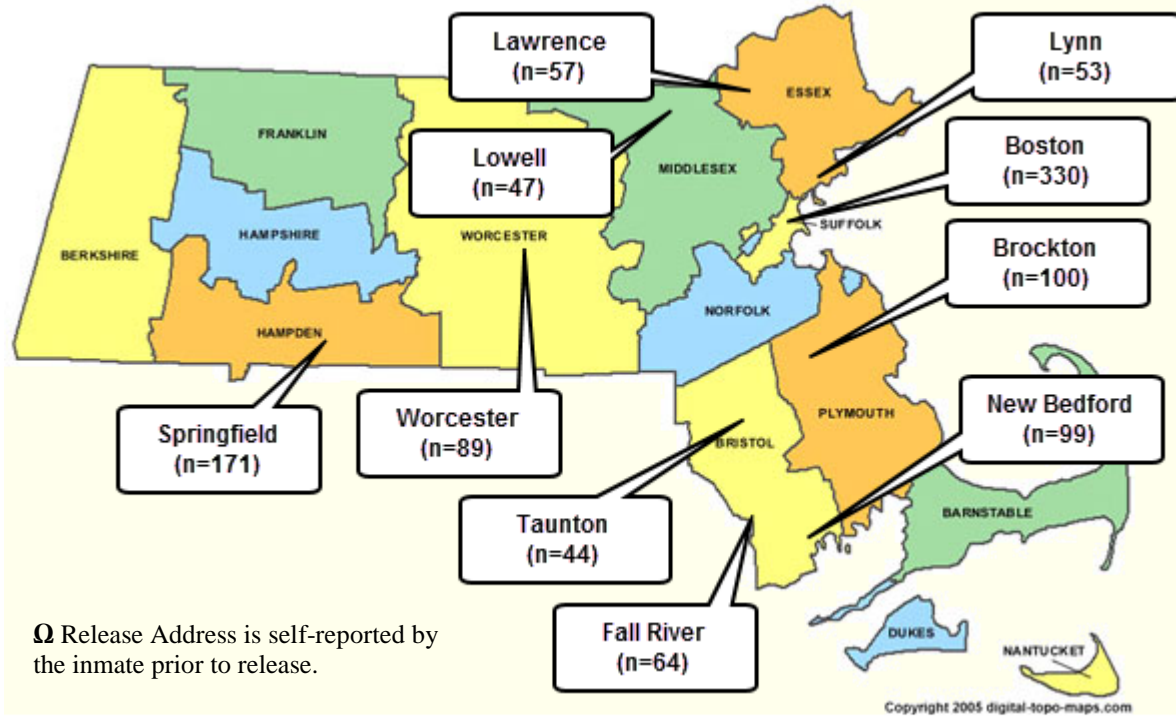 Lawrence
(n=57)
Lynn
(n=53)
ESSEX
FRANKLIN
Lowell
(n=47)
MIDDLESEX
Boston
(n=330)
SUFFOLK
HAMPSHIRE
WORCESTER
BERKSHIRE
Brockton
(n=100)
NORFOLK
HAMPDEN
Springfield
(n=171)
Worcester
(n=89)
PLYMOUTH
New Bedford
(n=99)
BRISTOL
Taunton
(n=44)
BARNSTABLE
Fall River
(n=64)
Ω Release Address is self-reported by
the inmate prior to release.
DUKES
NANTUCKET
Copyright 2005 digital-topo-maps.com